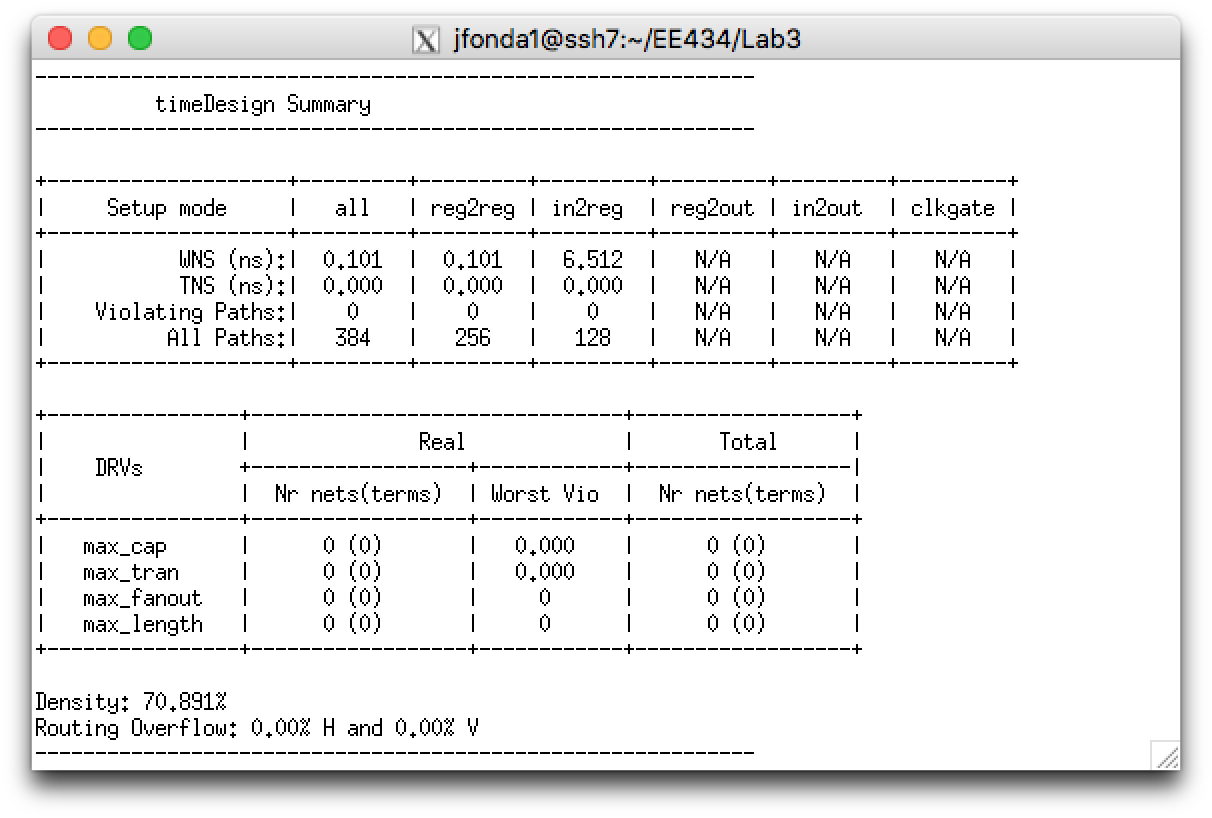 jfonda1@ssh7:~/EE434/Lab3
------------------------------------------------------------
          timeDesign Summary
------------------------------------------------------------
+---------------------+---------+---------+---------+---------+---------+---------+
|     Setup mode      |   all   | reg2reg | in2reg  | reg2out | in2out  | clkgate |
+---------------------+---------+---------+---------+---------+---------+---------+
|           WNS (ns):|  0.101  |  0.101  |  6.512  |   N/A   |   N/A   |   N/A   |
|           TNS (ns):|  0.000  |  0.000  |  0.000  |   N/A   |   N/A   |   N/A   |
|    Violating Paths:|    0    |    0    |    0    |   N/A   |   N/A   |   N/A   |
|          All Paths:|   384   |   256   |   128   |   N/A   |   N/A   |   N/A   |
+---------------------+---------+---------+---------+---------+---------+---------+
+----------------+-------------------------------+------------------+
|                |              Real             |       Total      |
|    DRVs        +------------------+------------+------------------|
|                |  Nr nets(terms)  | Worst Vio  |  Nr nets(terms)  |
+----------------+------------------+------------+------------------+
|   max_cap      |      0 (0)       |   0.000    |      0 (0)       |
|   max_tran     |      0 (0)       |   0.000    |      0 (0)       |
|   max_fanout   |      0 (0)       |     0      |      0 (0)       |
|   max_length   |      0 (0)       |     0      |      0 (0)       |
+----------------+------------------+------------+------------------+
Density: 70.891%
Routing Overflow: 0.00% H and 0.00% V
------------------------------------------------------------